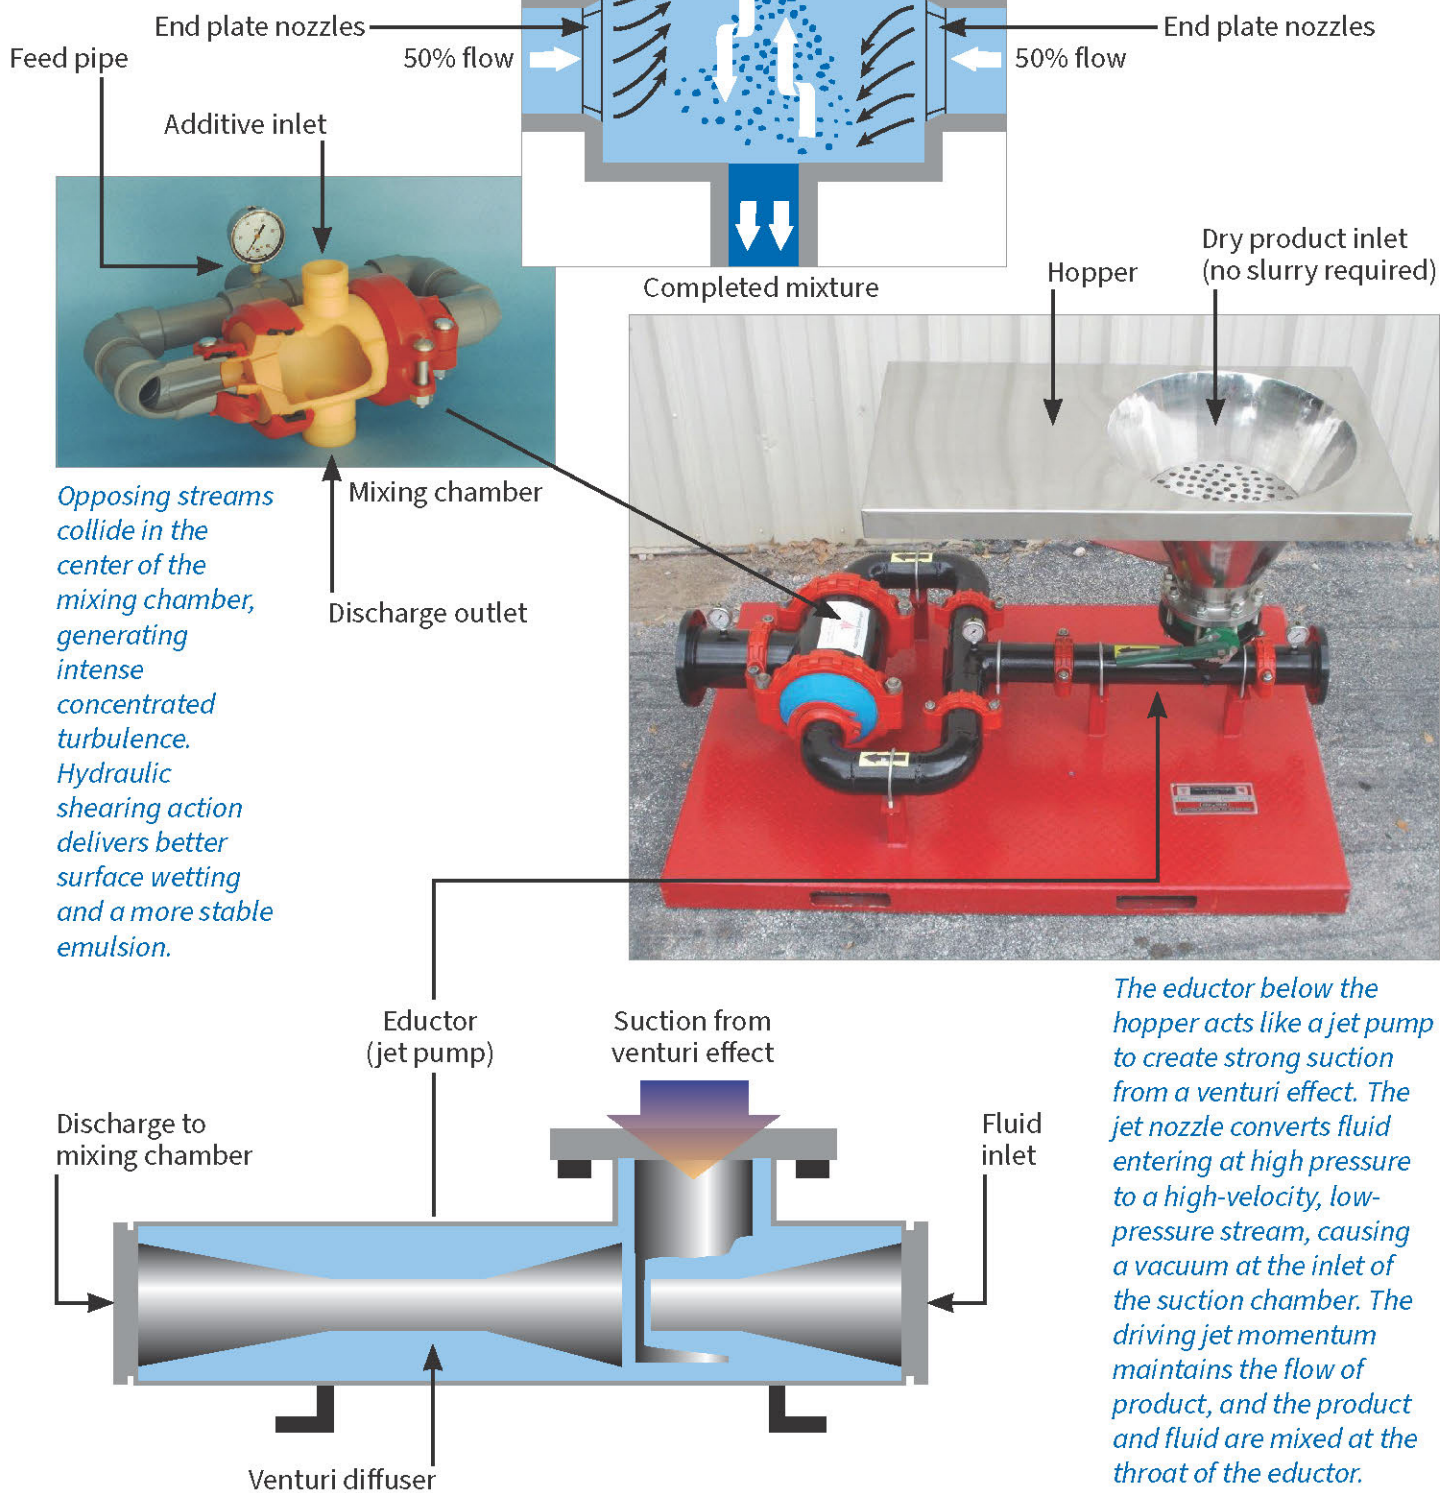 End plate nozzles
End plate nozzles
Feed pipe
50% flow
50% flow
Additive inlet
Completed mixture
Hopper
Dry product inlet
(no slurry required)
Mixing chamber
Discharge outlet
Opposing streams
collide in the
center of the
mixing chamber,
generating
intense
concentrated
turbulence.
Hydraulic
shearing action
delivers better
surface wetting
and a more stable
emulsion.
Eductor
(jet pump)
Suction from
venturi effect
Discharge to
mixing chamber
Fluid
inlet
Venturi diffuser
The eductor below the
hopper acts like a jet pump
to create strong suction
from a venturi effect. The
jet nozzle converts fluid
entering at high pressure
to a high-velocity, low-
pressure stream, causing
a vacuum at the inlet of
the suction chamber. The
driving jet momentum
maintains the flow of
product, and the product
and fluid are mixed at the
throat of the eductor.